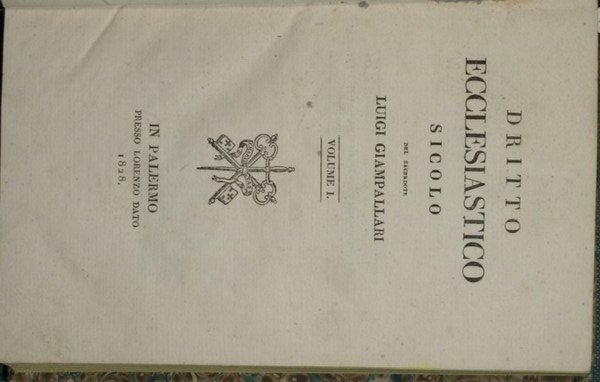 DRITTO
ECCLESIASTICO
SICOLO
DEL SACERDOTE
LUIGI GIAMPALLARI
VOLUME I.
IN PALERMO
PRESSO LORENZO DATO
1828.